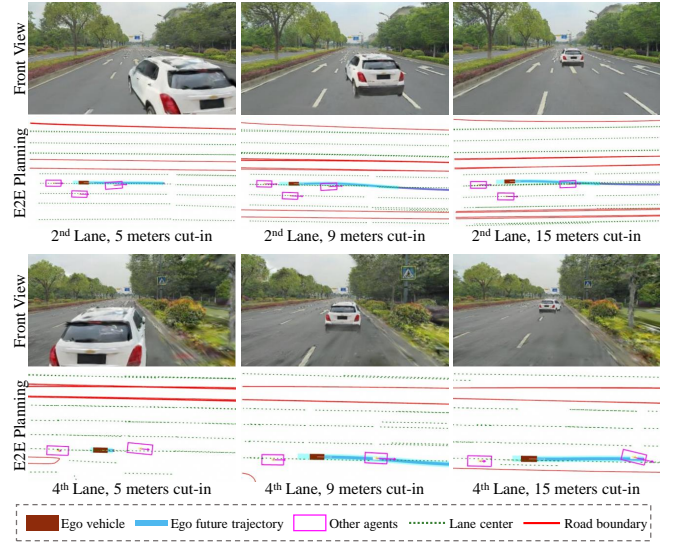 Front View
E2E Planning
2nd Lane, 5 meters cut-in
2nd Lane, 9 meters cut-in
2nd Lane, 15 meters cut-in
Front View
E2E Planning
4th Lane, 5 meters cut-in
4th Lane, 9 meters cut-in
4th Lane, 15 meters cut-in
Ego vehicle
Ego future trajectory
Other agents
Lane center
Road boundary